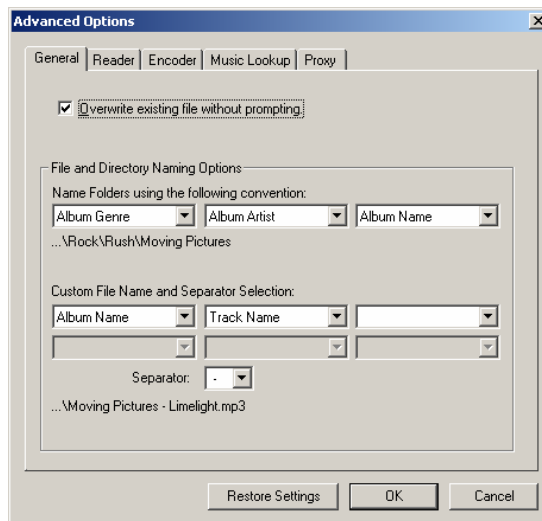 Advanced Options
General Reader Encoder Music Lookup Proxy
Overwrite existing file without prompting.
File and Directory Naming Options
Name Folders using the following convention:
Album Genre Album Artist Album Name
...\Rock\Rush\Moving Pictures
Custom File Name and Separator Selection:
Album Name Track Name
Separator: -
...\Moving Pictures - Limelight.mp3
Restore Settings OK Cancel